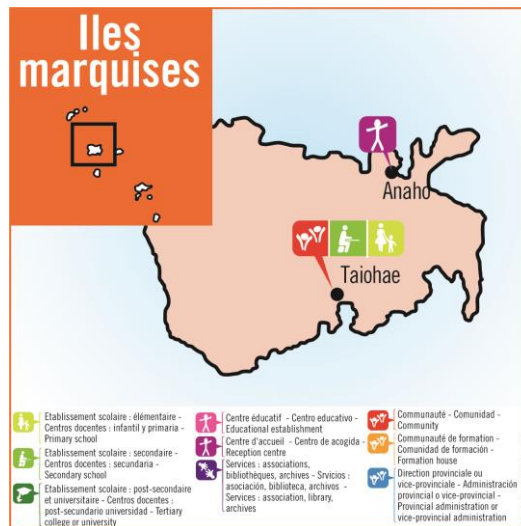 Iles
marquises
Anaho
Taiohae
Etablissement scolaire : élémentaire -
Centros docentes : infantil y primaria -
Primary school
Etablissement scolaire : secondaire -
Centros docentes : secundaria -
Secondary school
Etablissement scolaire : post-secondaire
et universitaire - Centros docentes :
post-secundario universidad - Tertiary
college or university
Centre éducatif - Centro educativo -
Educational establishment
Centre d'accueil - Centro de acogida -
Reception centre
Services : associations,
bibliothèques, archives - Srvicios :
asociación, biblioteca, archivos -
Services : association, library,
archives
Communauté - Comunidad -
Community
Communauté de formation -
Comunidad de formación -
Formation house
Direction provinciale ou
vice-provinciale - Administración
provincial o vice-provincial -
Provincial administration or
vice-provincial administration